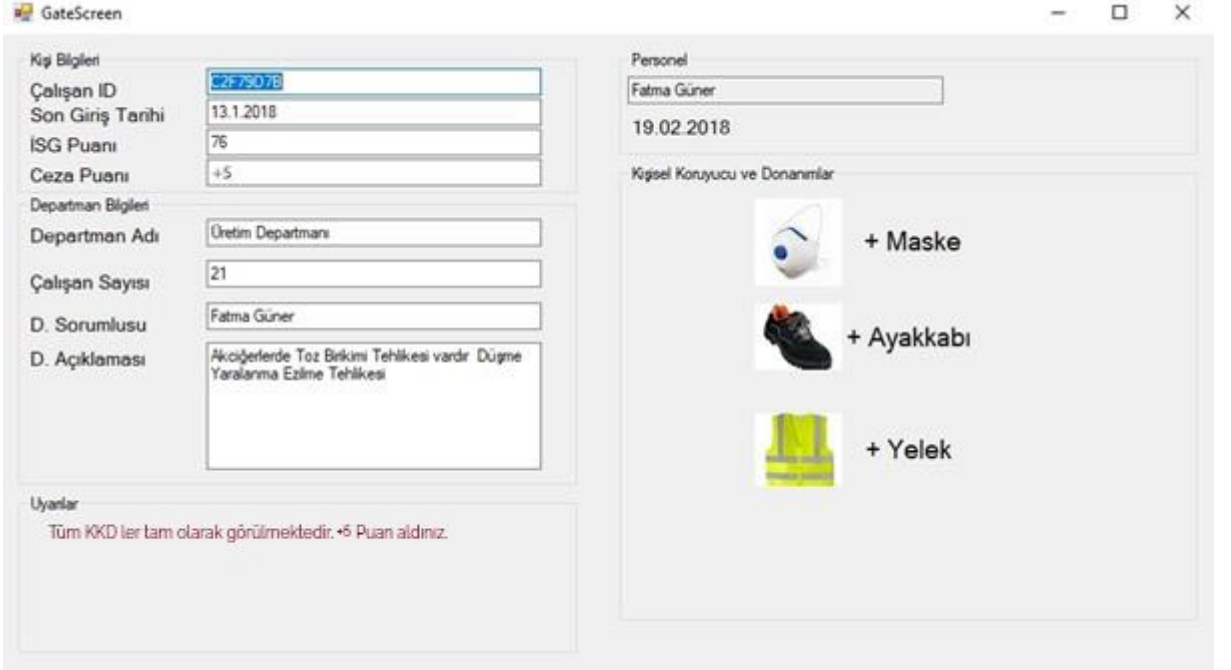 GateScreen
Kişi Bilgileri
Çalışan ID
C2F79D7B
Son Giriş Tarihi
13.1.2018
İSG Puanı
76
Ceza Puanı
+5
Departman Bilgileri
Departman Adı
Üretim Departmanı
Çalışan Sayısı
21
D. Sorumlusu
Fatma Güner
D. Açıklaması
Akciğerlerde Toz Birikimi Tehlikesi vardır Düşme
Yaralanma Ezilme Tehlikesi
Uyarılar
Tüm KKD ler tam olarak görülmektedir. +5 Puan aldınız.
Personel
Fatma Güner
19.02.2018
Kişisel Koruyucu ve Donanımlar
+ Maske
+ Ayakkabı
+ Yelek